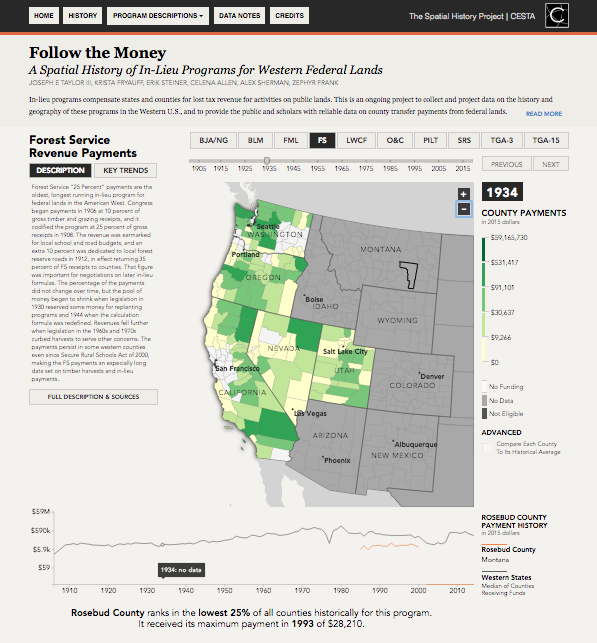 HOME HISTORY PROGRAM DESCRIPTIONS DATA NOTES CREDITS The Spatial History Project | CESTA
Follow the Money
A Spatial History of In-Lieu Programs for Western Federal Lands
JOSEPH E TAYLOR III, KRISTA FRYAUFF, ERIK STEINER, CELENA ALLEN, ALEX SHERMAN, ZEPHYR FRANK
In-lieu programs compensate states and counties for lost tax revenue for activities on public lands. This is an ongoing project to collect and project data on the history and
geography of these programs in the Western U.S., and to provide the public and scholars with reliable data on county transfer payments from federal lands. READ MORE
Forest Service
Revenue Payments
DESCRIPTION KEY TRENDS
Forest Service "25 Percent" payments are the
oldest, longest running in-lieu program for
federal lands in the American West. Congress
began payments in 1906 at 10 percent of
gross timber and grazing receipts, and it
codified the program at 25 percent of gross
receipts in 1908. The revenue was earmarked
for local school and road budgets, and an
extra 10 percent was dedicated to local forest
reserve roads in 1912, in effect returning 35
percent of FS receipts to counties. That figure
was important for negotiations on later in-lieu
formulas. The percentage of the payments
did not change over time, but the pool of
money began to shrink when legislation in
1930 reserved some money for replanting
programs and 1944 when the calculation
formula was redefined. Revenues fell further
when legislation in the 1960s and 1970s
curbed harvests to serve other concerns. The
payments persist in some western counties
even since Secure Rural Schools Act of 2000,
making the FS payments an especially long
data set on timber harvests and in-lieu
payments.
FULL DESCRIPTION & SOURCES
BJA/NG BLM FML FS LWCF O&C PILT SRS TGA-3 TGA-15
1905 1915 1925 1935 1945 1955 1965 1975 1985 1995 2005 2015
PREVIOUS NEXT
+
−
Seattle
WASHINGTON
Portland
MONTANA
OREGON
Boise
IDAHO
WYOMING
NEVADA
Salt Lake City
UTAH
San Francisco
Denver
COLORADO
CALIFORNIA
Las Vegas
ARIZONA
Albuquerque
NEW MEXICO
Phoenix
1934
COUNTY PAYMENTS
in 2015 dollars
$59,165,730
$531,417
$91,101
$30,637
$9,266
$0
No Funding
No Data
Not Eligible
ADVANCED
Compare Each County
To Its Historical Average
$59M
$590k
$5.9k
$59
1934: no data
1910 1920 1930 1940 1950 1960 1970 1980 1990 2000 2010
ROSEBUD COUNTY
PAYMENT HISTORY
in 2015 dollars
Rosebud County
Montana
Western States
Median of Counties
Receiving Funds
Rosebud County ranks in the lowest 25% of all counties historically for this program.
It received its maximum payment in 1993 of $28,210.